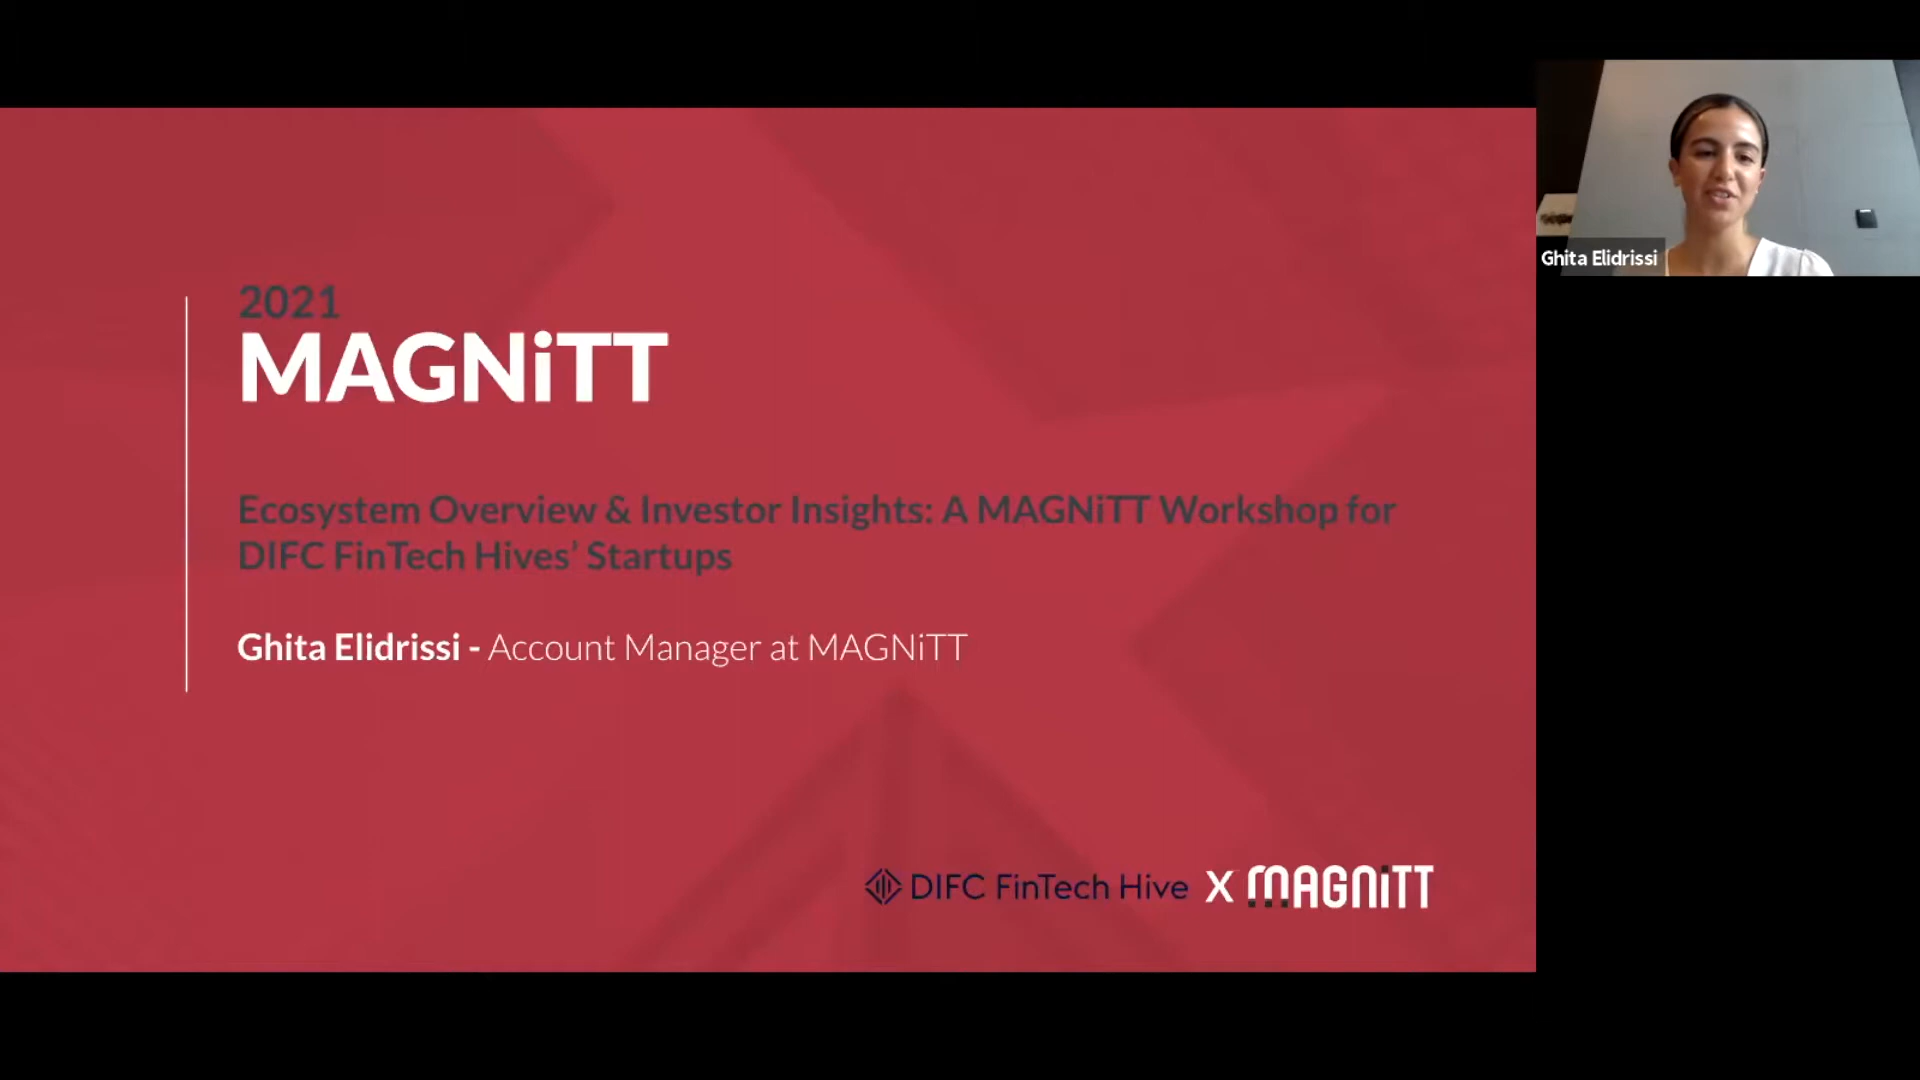 2021
MAGNiTT
Ecosystem Overview & Investor Insights: A MAGNiTT Workshop for
DIFC FinTech Hives’ Startups
Ghita Elidrissi - Account Manager at MAGNiTT
DIFC FinTech Hive X MAGNiTT
Ghita Elidrissi